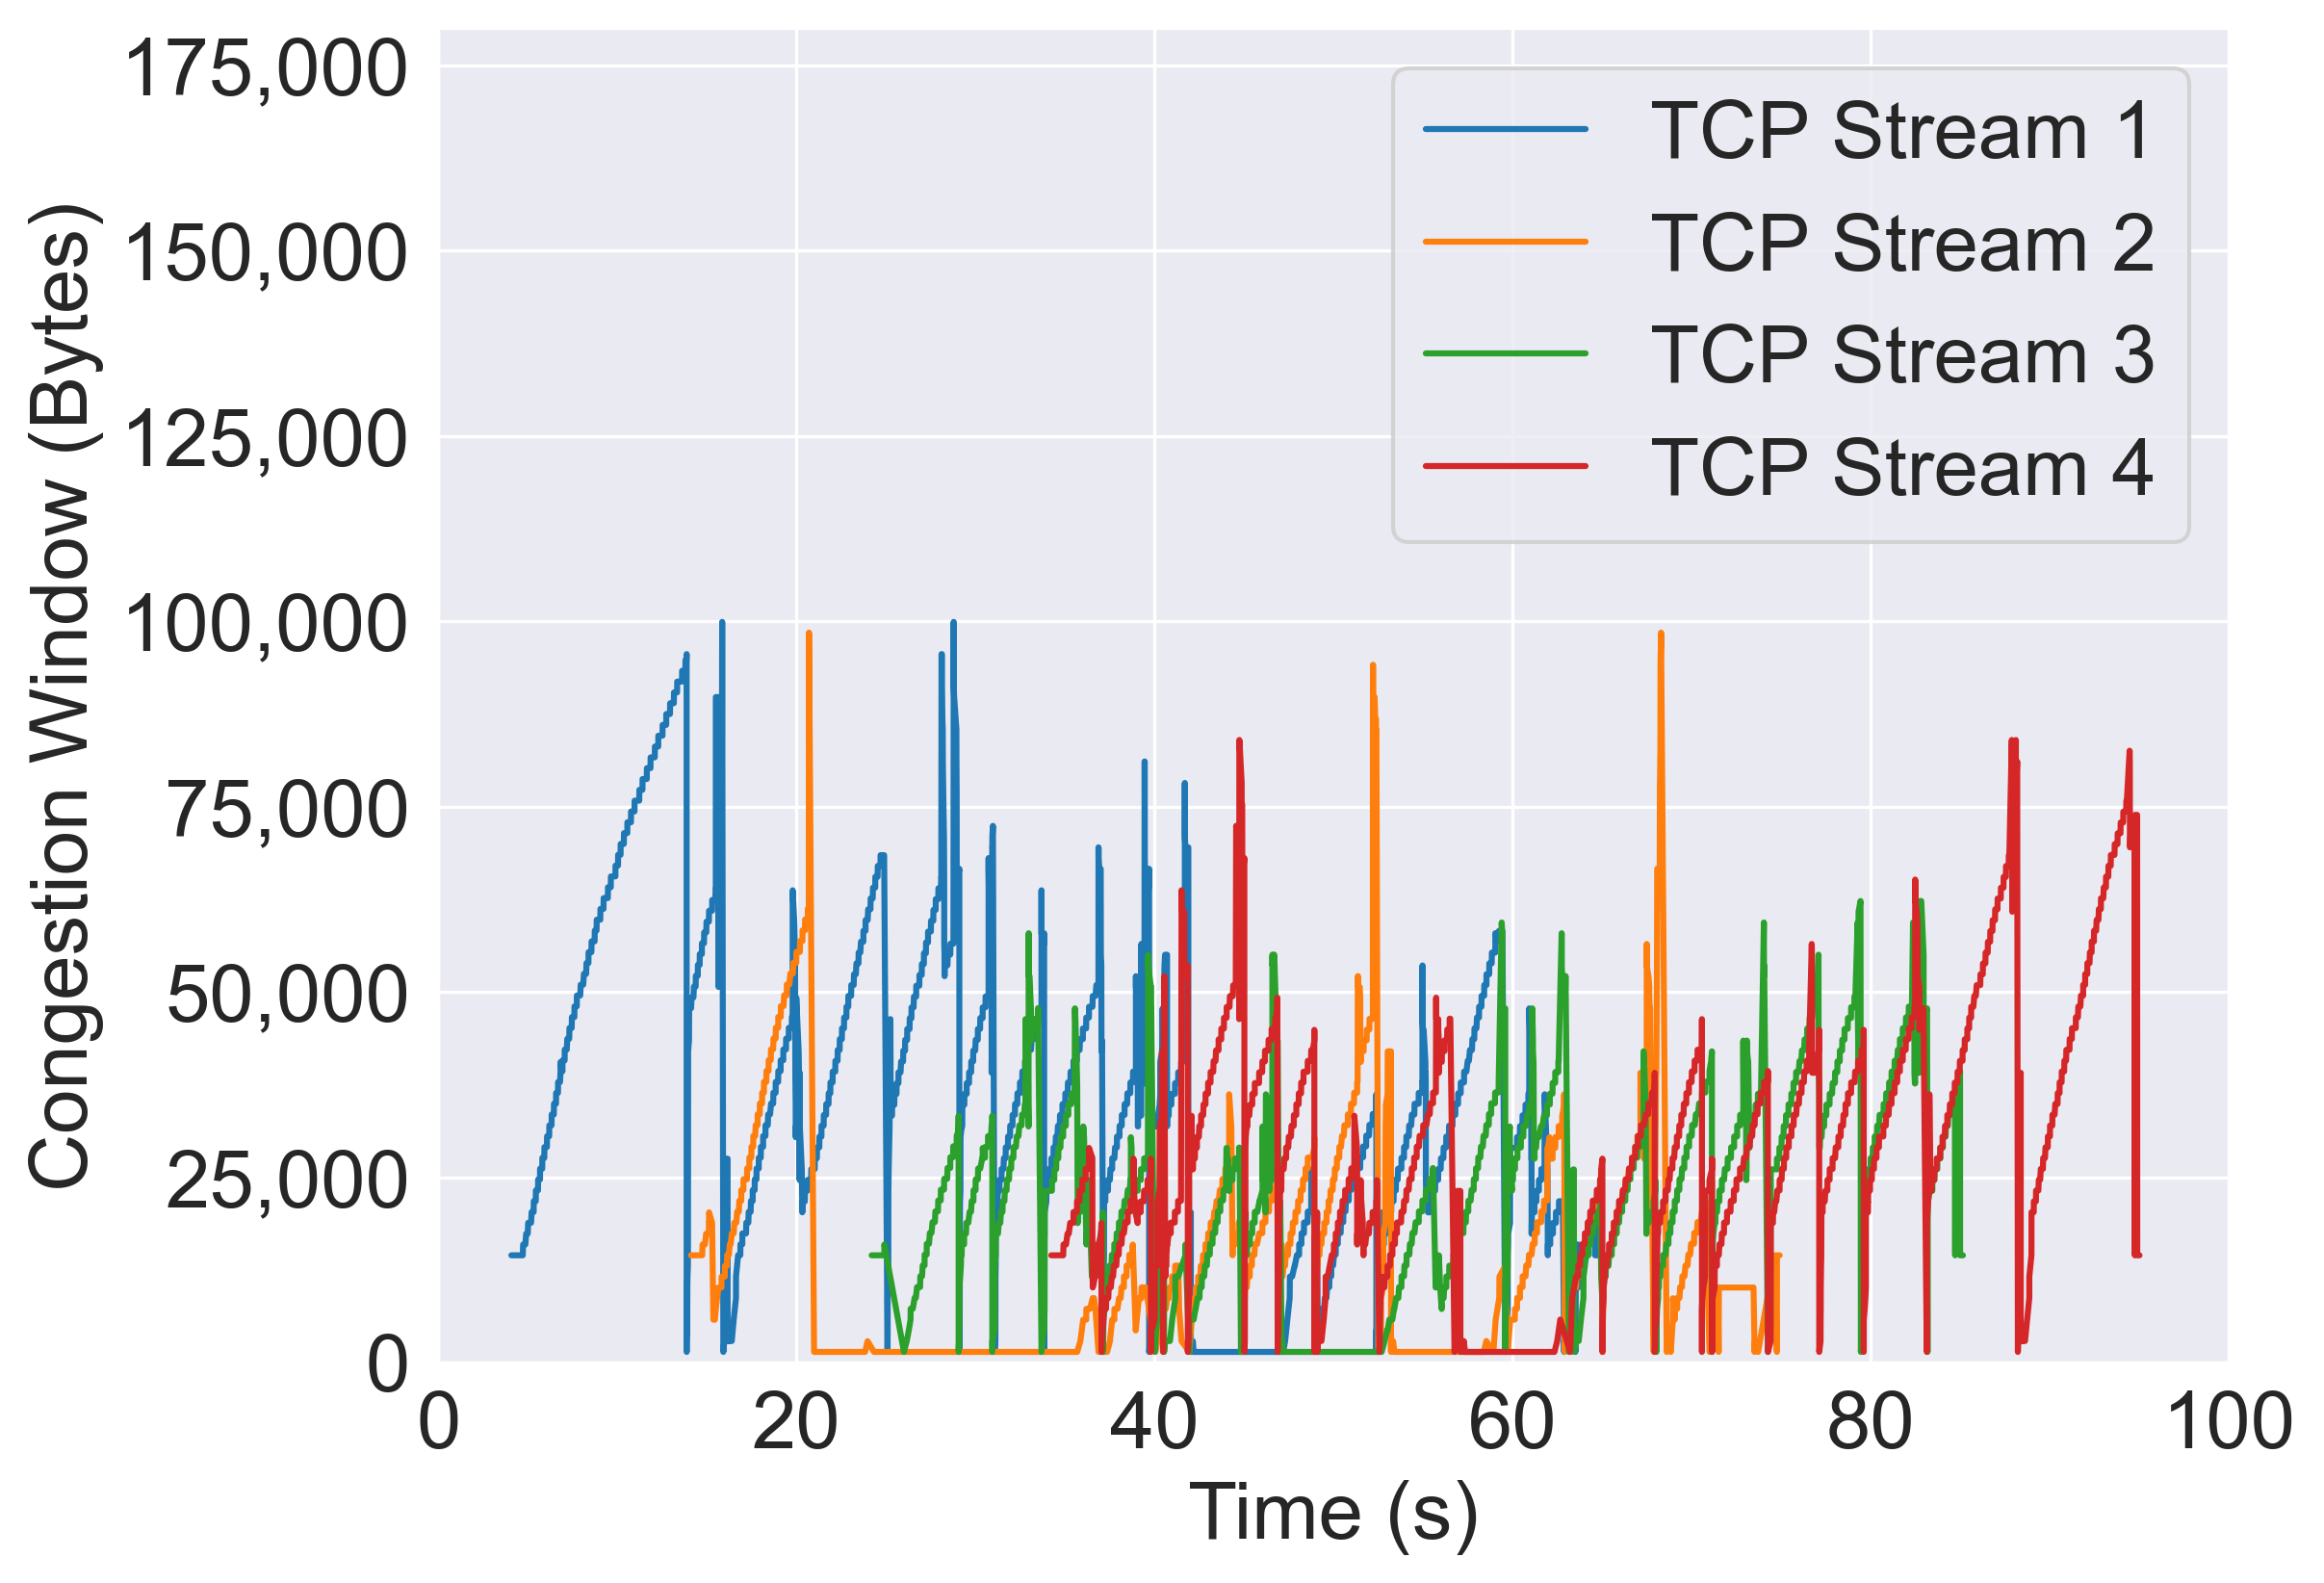 175,000
150,000
125,000
100,000
75,000
50,000
25,000
0
Congestion Window (Bytes)
TCP Stream 1
TCP Stream 2
TCP Stream 3
TCP Stream 4
0 20 40 60 80 100
Time (s)